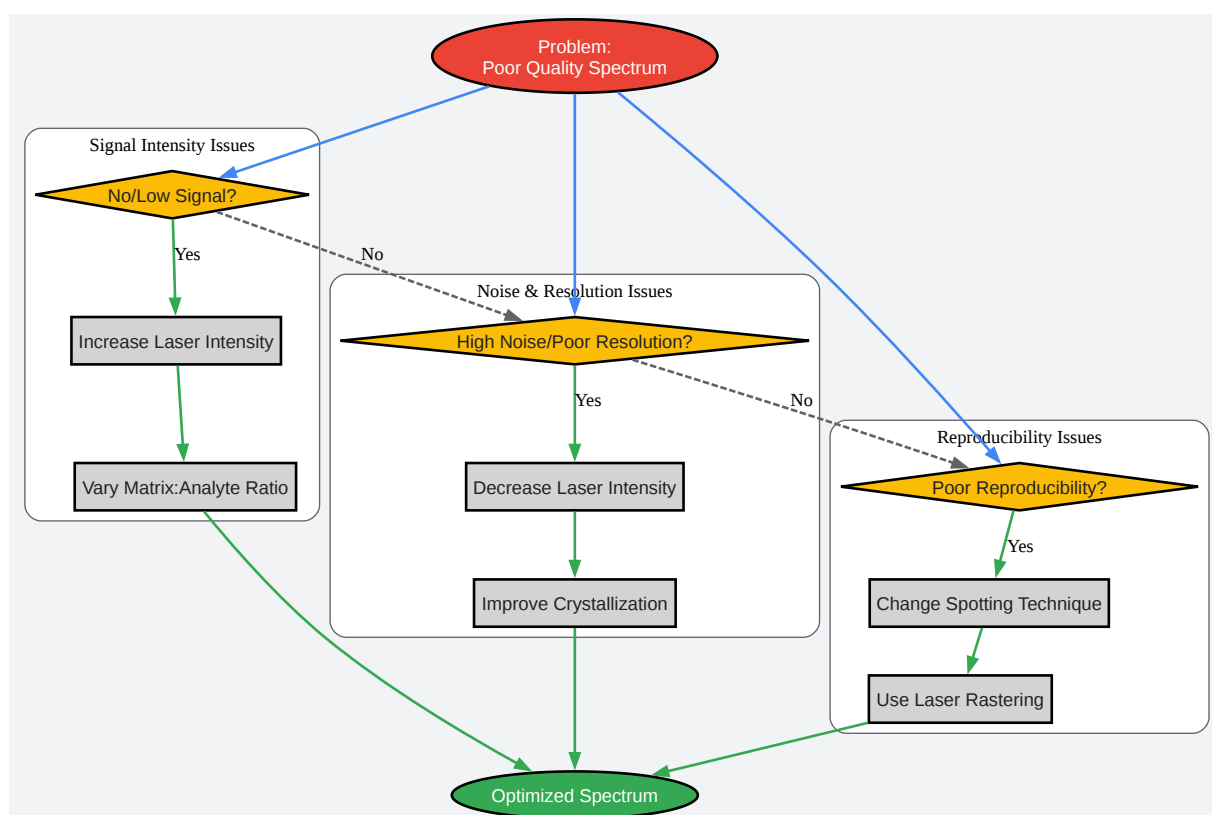 Problem:
Poor Quality Spectrum
Signal Intensity Issues
No/Low Signal?
Yes
No
Increase Laser Intensity
Vary Matrix:Analyte Ratio
Noise & Resolution Issues
High Noise/Poor Resolution?
Yes
No
Decrease Laser Intensity
Improve Crystallization
Reproducibility Issues
Poor Reproducibility?
Yes
Change Spotting Technique
Use Laser Rastering
Optimized Spectrum